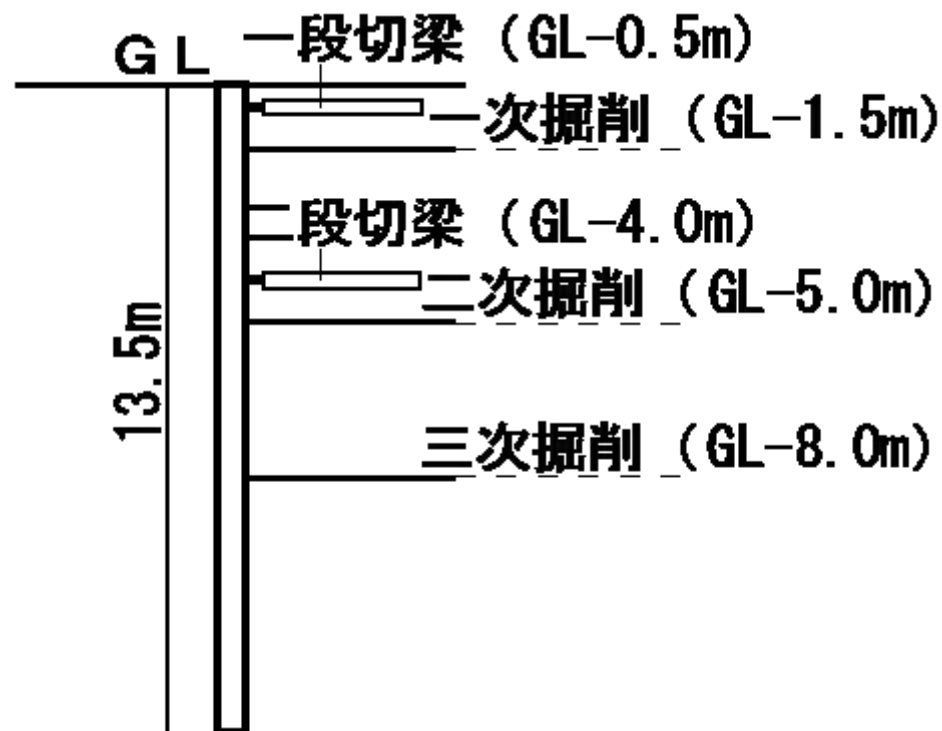 一段切梁 (GL-0.5m)
GL
一次掘削 (GL-1.5m)
二段切梁 (GL-4.0m)
二次掘削 (GL-5.0m)
13.5m
三次掘削 (GL-8.0m)